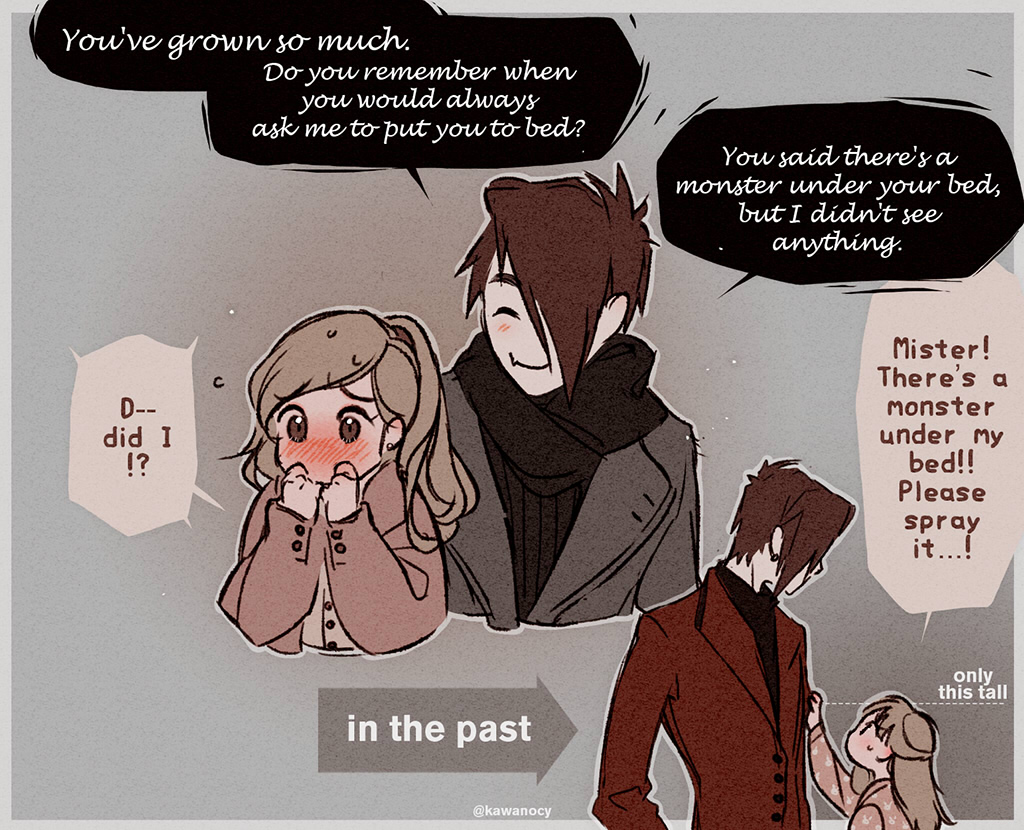 You've grown so much.
Do you remember when
you would always
ask me to put you to bed?
You said there's a
monster under your bed,
but I didn't see
anything.
D--
did I
!?
Mister!
There's a
monster
under my
bed!!
Please
spray
it...!
in the past
only
this tall
@kawanocy